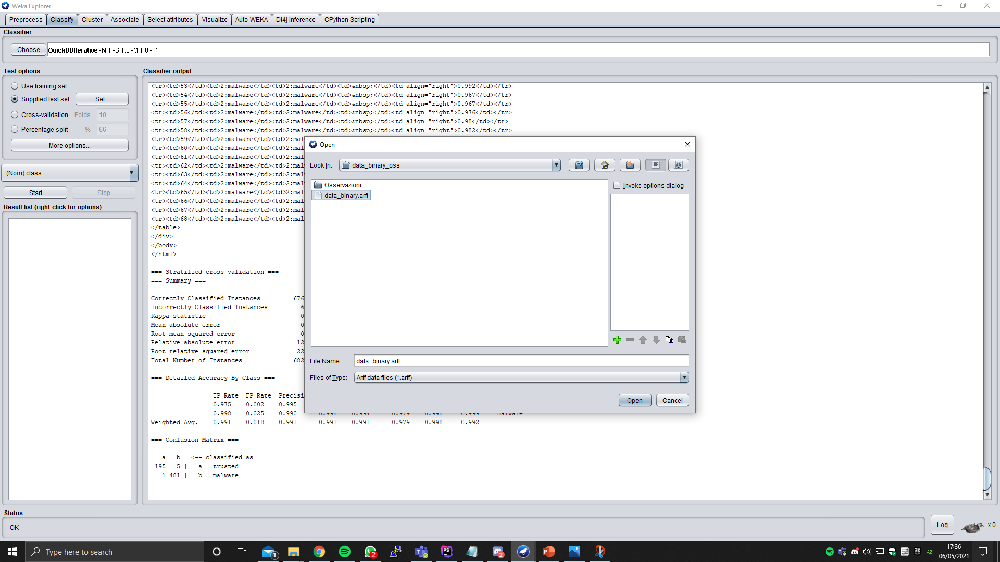 Weka Explorer
Preprocess Classify Cluster Associate Select attributes Visualize Auto-WEKA Dl4j Inference CPython Scripting
Classifier
Choose QuickDDIterative -N 1 -S 1.0 -M 1.0 -I 1
Test options
Use training set
Supplied test set Set...
Cross-validation Folds 10
Percentage split % 66
More options...
(Nom) class
Start Stop
Result list (right-click for options)
Classifier output
<tr><td>53</td><td>2:malware</td><td>2:malware</td><td>&nbsp;</td><td align="right">0.992</td></tr>
<tr><td>54</td><td>2:malware</td><td>2:malware</td><td>&nbsp;</td><td align="right">0.967</td></tr>
<tr><td>55</td><td>2:malware</td><td>2:malware</td><td>&nbsp;</td><td align="right">0.967</td></tr>
<tr><td>56</td><td>2:malware</td><td>2:malware</td><td>&nbsp;</td><td align="right">0.976</td></tr>
<tr><td>57</td><td>2:malware</td><td>2:malware</td><td>&nbsp;</td><td align="right">0.98</td></tr>
<tr><td>58</td><td>2:malware</td><td>2:malware</td><td>&nbsp;</td><td align="right">0.982</td></tr>
<tr><td>59</td><td>2:malware</td><td>2:mal
<tr><td>60</td><td>2:malware</td><td>2:mal
<tr><td>61</td><td>2:malware</td><td>2:mal
<tr><td>62</td><td>2:malware</td><td>2:mal
<tr><td>63</td><td>2:malware</td><td>2:mal
<tr><td>64</td><td>2:malware</td><td>2:mal
<tr><td>65</td><td>2:malware</td><td>2:mal
<tr><td>66</td><td>2:malware</td><td>2:mal
<tr><td>67</td><td>2:malware</td><td>2:mal
<tr><td>68</td><td>2:malware</td><td>2:mal
</table>
</div>
</body>
</html>
=== Stratified cross-validation ===
=== Summary ===
Correctly Classified Instances 676
Incorrectly Classified Instances 6
Kappa statistic 0
Mean absolute error 0
Root mean squared error 0
Relative absolute error 12
Root relative squared error 22
Total Number of Instances 682
=== Detailed Accuracy By Class ===
TP Rate FP Rate Precisi
0.975 0.002 0.995
0.998 0.025 0.990 0.998 0.994 0.979 0.998 0.999 malware
Weighted Avg. 0.991 0.018 0.991 0.991 0.991 0.979 0.998 0.992
=== Confusion Matrix ===
a b <-- classified as
195 5 | a = trusted
1 481 | b = malware
Open
Look In: data_binary_oss
Osservazioni
data_binary.arff
Invoke options dialog
File Name: data_binary.arff
Files of Type: Arff data files (*.arff)
Open Cancel
Status
OK
Log
x 0
Type here to search
1
2
PS
2
EPIC
17:36
06/05/2021